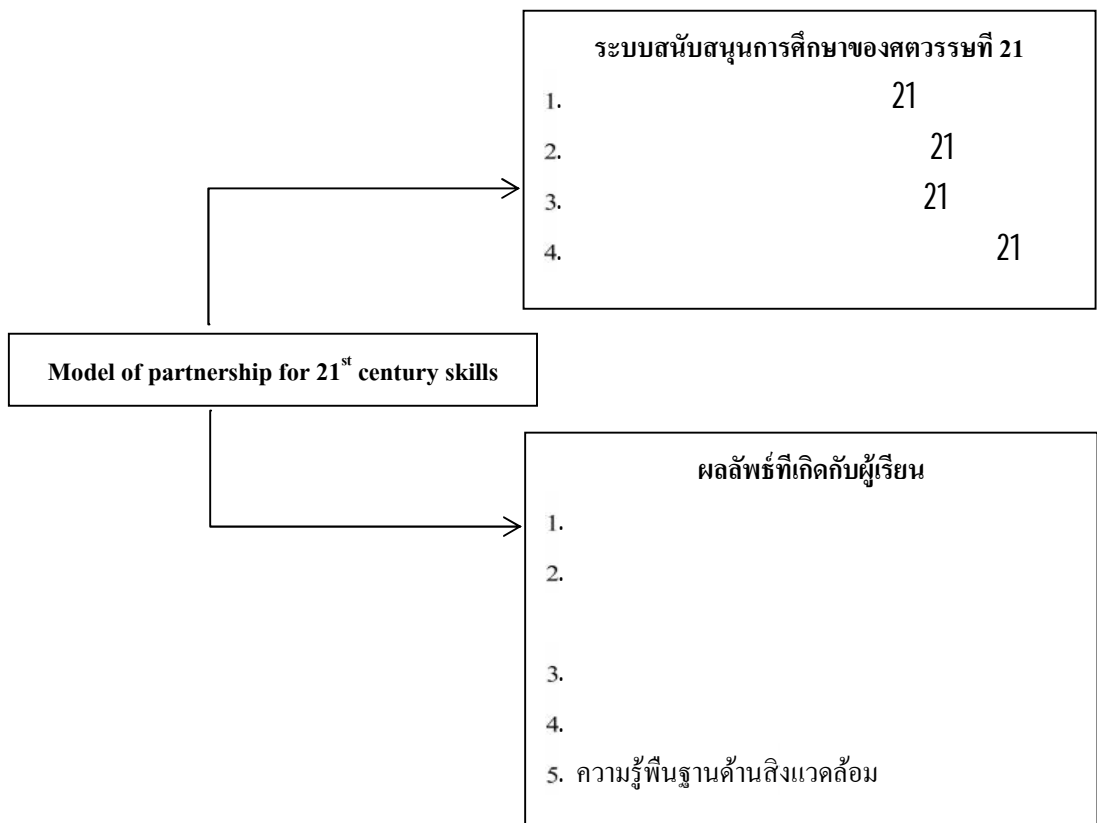 ระบบสนับสนุนการศึกษาของศตวรรษที 21
1. 21
2. 21
3. 21
4. 21
Model of partnership for 21st century skills
ผลลัพธ์ทีเกิดกับผู้เรียน
1.
2.
3.
4.
5. ความรู้พืนฐานด้านสิงแวดล้อม